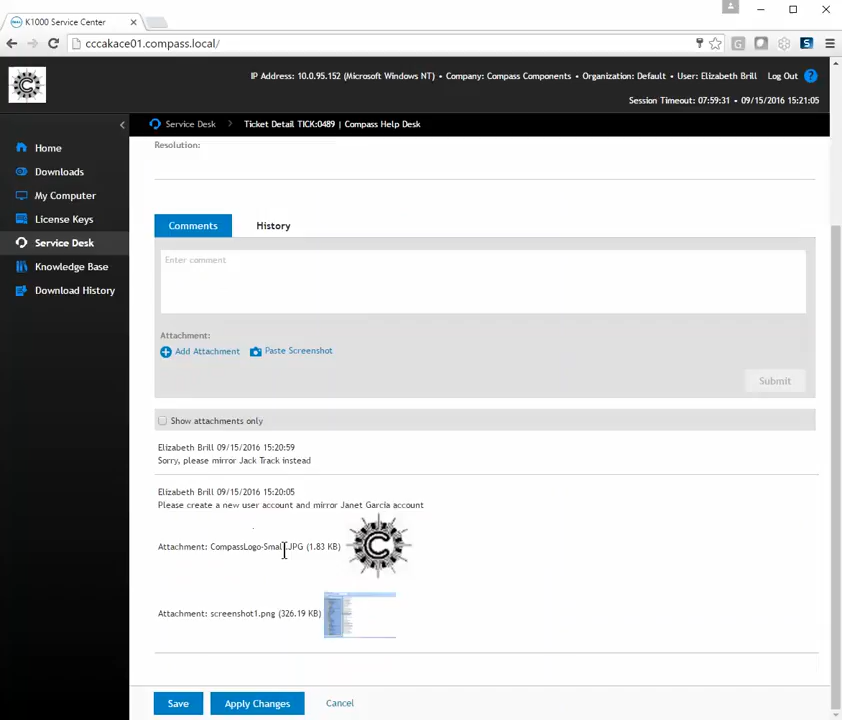 K1000 Service Center
cccakace01.compass.local/
IP Address: 10.0.95.152 (Microsoft Windows NT) • Company: Compass Components • Organization: Default • User: Elizabeth Brill Log Out ?
Session Timeout: 07:59:31 • 09/15/2016 15:21:05
Service Desk Ticket Detail TICK:0489 | Compass Help Desk
Home
Downloads
My Computer
License Keys
Service Desk
Knowledge Base
Download History
Resolution:
Comments History
Enter comment
Attachment:
Add Attachment Paste Screenshot
Submit
Show attachments only
Elizabeth Brill 09/15/2016 15:20:59
Sorry, please mirror Jack Track instead
Elizabeth Brill 09/15/2016 15:20:05
Please create a new user account and mirror Janet Garcia account
Attachment: CompassLogo-Small.JPG (1.83 KB)
Attachment: screenshot1.png (326.19 KB)
Save Apply Changes Cancel